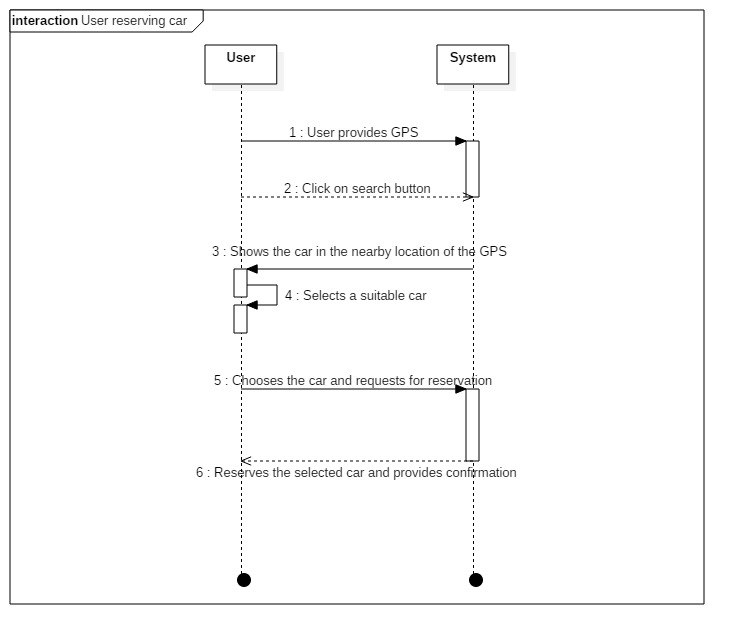 interaction User reserving car
User
System
1 : User provides GPS
2 : Click on search button
3 : Shows the car in the nearby location of the GPS
4 : Selects a suitable car
5 : Chooses the car and requests for reservation
6 : Reserves the selected car and provides confirmation